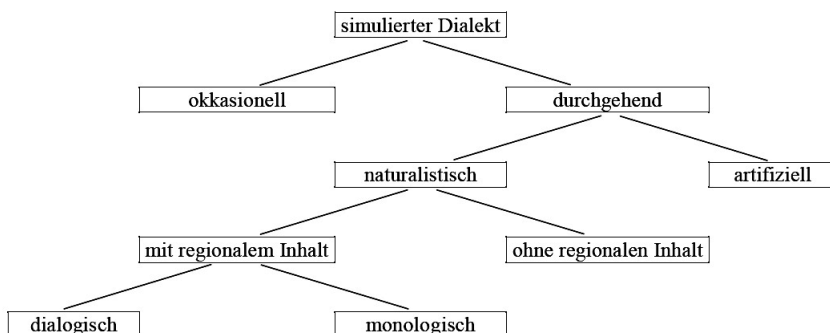 simulierter Dialekt
okkasionell
durchgehend
naturalistisch
artifiziell
mit regionalem Inhalt
ohne regionalen Inhalt
dialogisch
monologisch